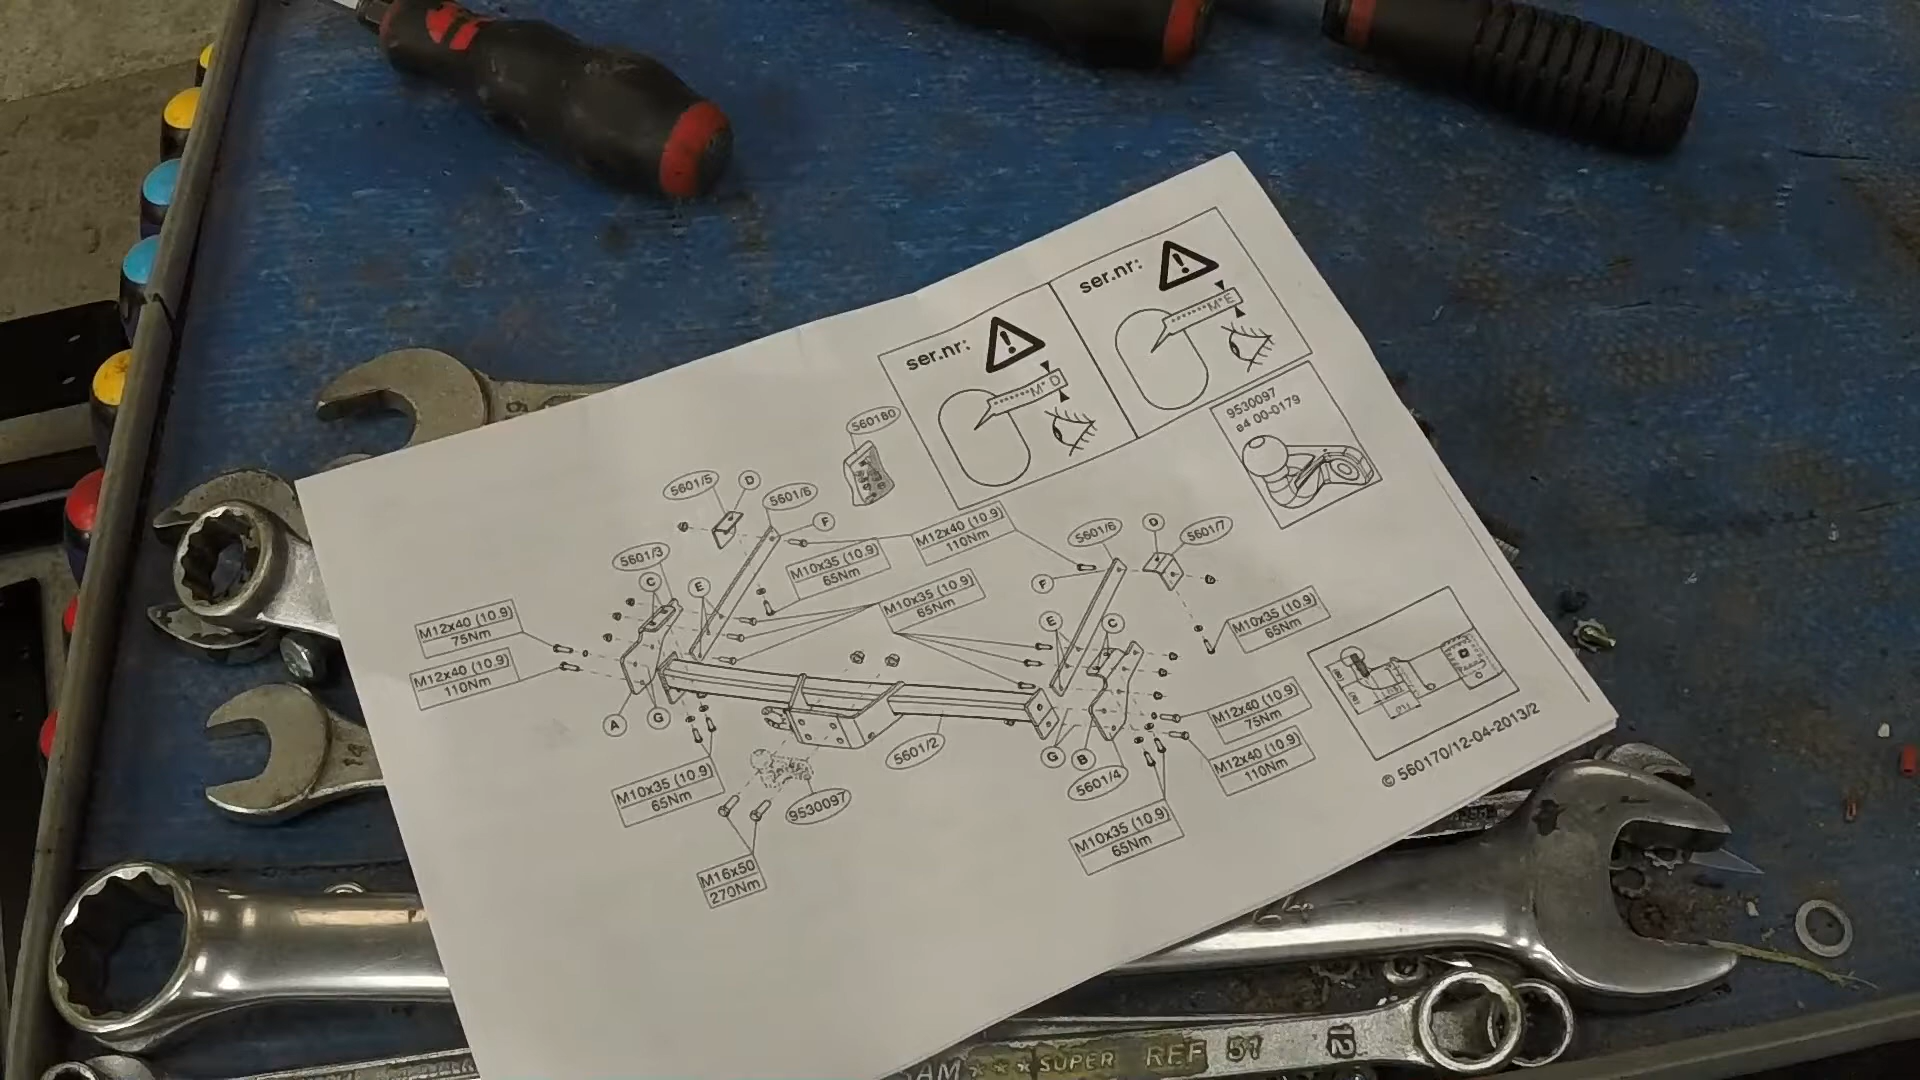 ser.nr:
******M*E
ser.nr:
******M*D
9530097
e4 00-0179
560180
5601/5
D
5601/6
F
M12x40 (10.9)
110Nm
5601/6
D
5601/7
5601/3
C
E
M10x35 (10.9)
65Nm
M10x35 (10.9)
65Nm
F
E
C
M10x35 (10.9)
65Nm
M12x40 (10.9)
75Nm
M12x40 (10.9)
110Nm
A
G
5601/2
G
B
5601/4
M12x40 (10.9)
75Nm
M12x40 (10.9)
110Nm
M10x35 (10.9)
65Nm
9530097
M16x50
270Nm
M10x35 (10.9)
65Nm
© 560170/12-04-2013/2
14
24
AM***SUPER REF 51 12